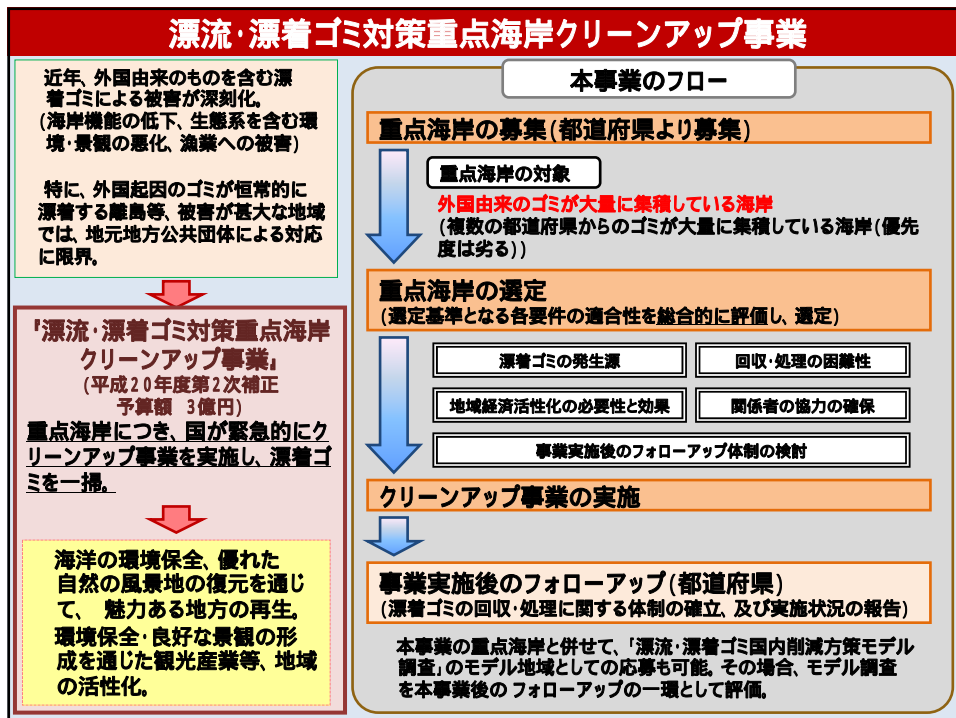 漂流・漂着ゴミ対策重点海岸クリーンアップ事業
近年、外国由来のものを含む漂
着ゴミによる被害が深刻化。
(海岸機能の低下、生態系を含む環
境・景観の悪化、漁業への被害)
特に、外国起因のゴミが恒常的に
漂着する離島等、被害が甚大な地域
では、地元地方公共団体による対応
に限界。
『漂流・漂着ゴミ対策重点海岸
クリーンアップ事業』
(平成20年度第2次補正
予算額 3億円)
重点海岸につき、国が緊急的にク
リーンアップ事業を実施し、漂着ゴ
ミを一掃。
海洋の環境保全、優れた
自然の風景地の復元を通じ
て、 魅力ある地方の再生。
環境保全・良好な景観の形
成を通じた観光産業等、地域
の活性化。
本事業のフロー
重点海岸の募集(都道府県より募集)
重点海岸の対象
外国由来のゴミが大量に集積している海岸
(複数の都道府県からのゴミが大量に集積している海岸(優先
度は劣る))
重点海岸の選定
(選定基準となる各要件の適合性を総合的に評価し、選定)
漂着ゴミの発生源
回収・処理の困難性
地域経済活性化の必要性と効果
関係者の協力の確保
事業実施後のフォローアップ体制の検討
クリーンアップ事業の実施
事業実施後のフォローアップ(都道府県)
(漂着ゴミの回収・処理に関する体制の確立、及び実施状況の報告)
本事業の重点海岸と併せて、「漂流・漂着ゴミ国内削減方策モデル
調査」のモデル地域としての応募も可能。その場合、モデル調査
を本事業後の フォローアップの一環として評価。